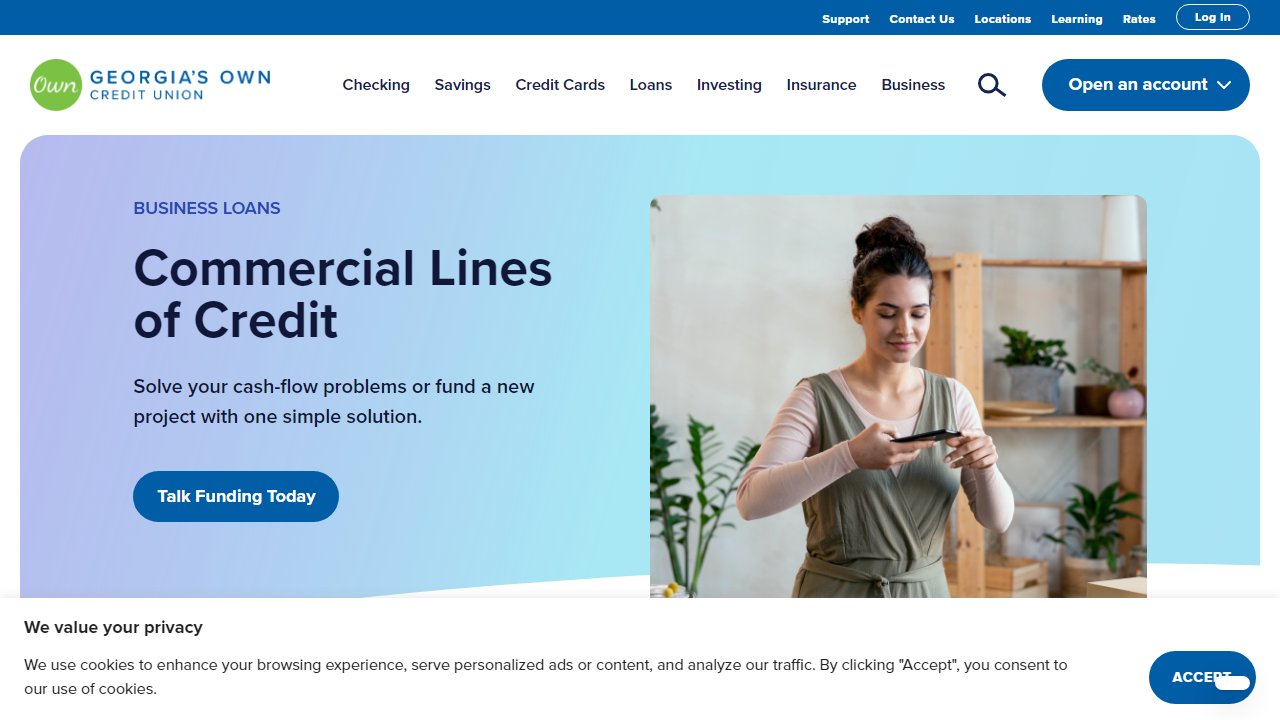 Support Contact Us Locations Learning Rates Log In
Own GEORGIA'S OWN
CREDIT UNION
Checking Savings Credit Cards Loans Investing Insurance Business
Open an account
BUSINESS LOANS
Commercial Lines
of Credit
Solve your cash-flow problems or fund a new
project with one simple solution.
Talk Funding Today
We value your privacy
We use cookies to enhance your browsing experience, serve personalized ads or content, and analyze our traffic. By clicking "Accept", you consent to
our use of cookies.
ACCEPT